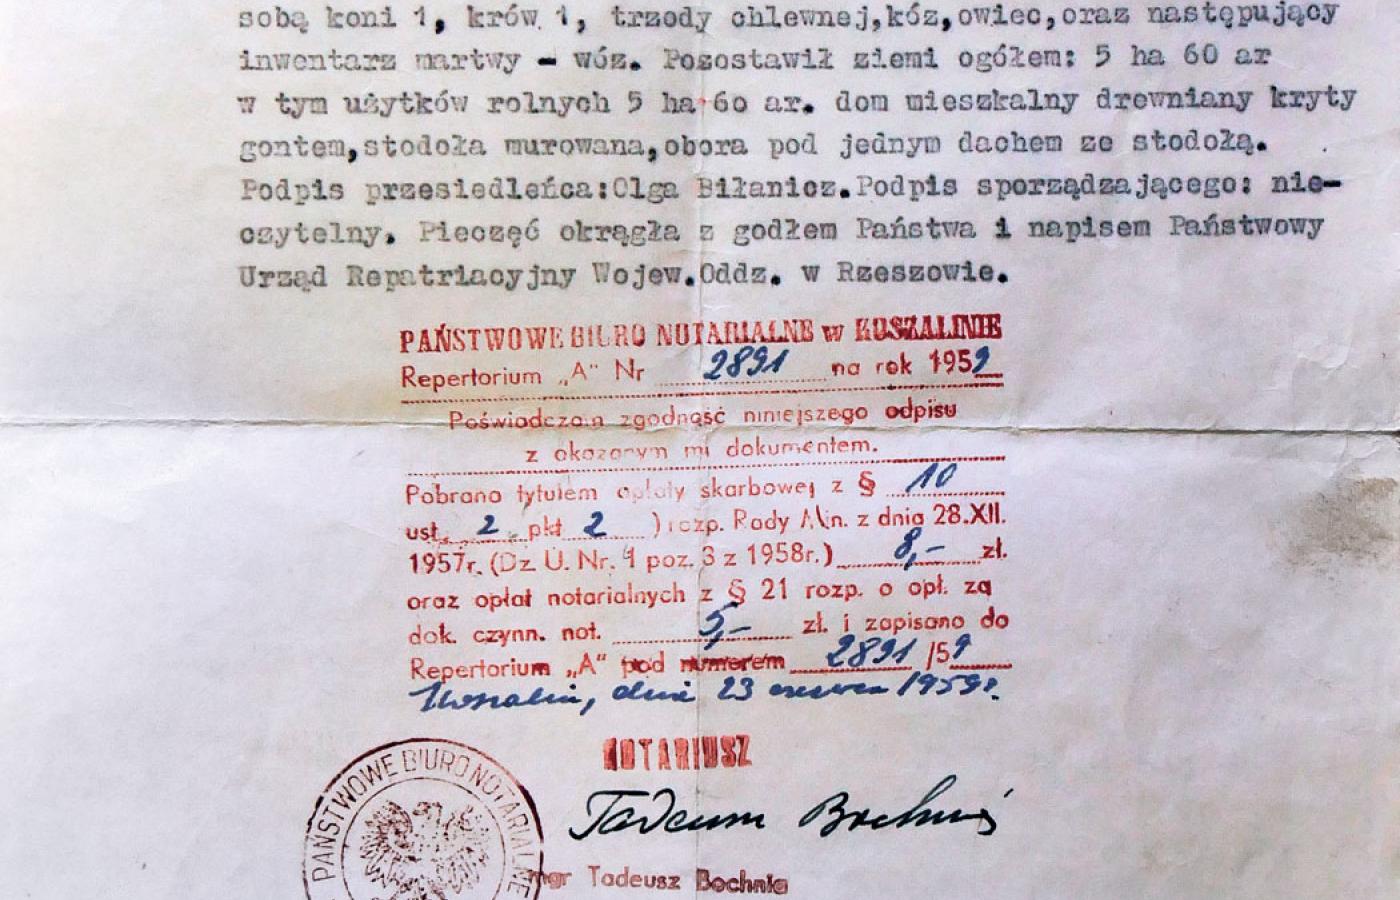 sobą koni 1, krów 1, trzody chlewnej,kóz,owiec,oraz następujący
inwentarz martwy - wóz. Pozostawił ziemi ogółem: 5 ha 60 ar
w tym użytków rolnych 5 ha 60 ar. dom mieszkalny drewniany kryty
gontem,stodoła murowana,obora pod jednym dachem ze stodołą.
Podpis przesiedleńca:Olga Biłanicz.Podpis sporządzającego: nie-
czytelny. Pieczęć okrągła z godłem Państwa i napisem Państwowy
Urząd Repatriacyjny Wojew.Oddz. w Rzeszowie.
PAŃSTWOWE BIURO NOTARIALNE w KOSZALINIE
Repertorium „A" Nr 2891 na rok 1959
Poświadczam zgodność niniejszego odpisu
z okazanym mi dokumentem.
Pobrano tytułem opłaty skarbowej z § 10
ust. 2 pkt 2 ) rozp. Rady Min. z dnia 28.XII.
1957r. (Dz U. Nr. 1 poz. 3 z 1958r.) 8,- zł.
oraz opłat notarialnych z § 21 rozp. o opł. za
dok. czynn. not. 5,- zł. i zapisano do
Repertorium „A" pod numerem 2891 /59
Koszalin, dnia 23 czerwca 1959r.
NOTARIUSZ
Tadeusz Bochnia
mgr Tadeusz Bochnia
PAŃSTWOWE BIURO NOTARIALNE